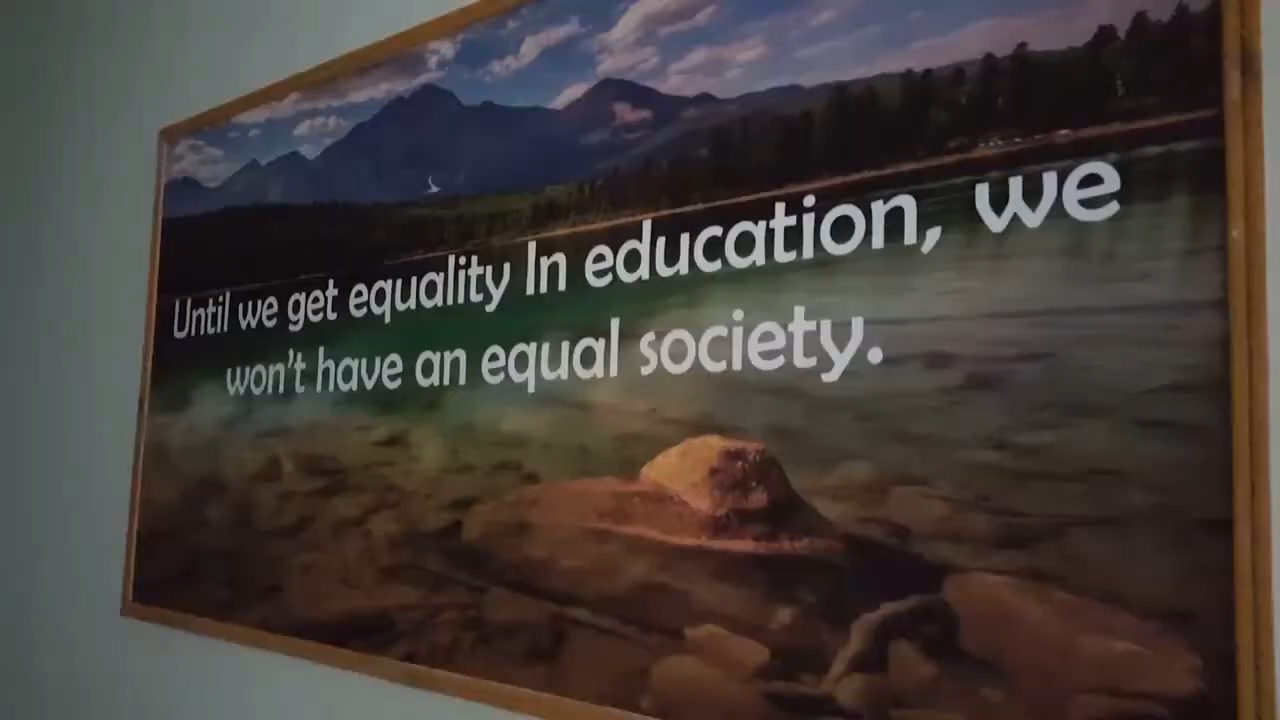 Until we get equality In education, we
won't have an equal society.